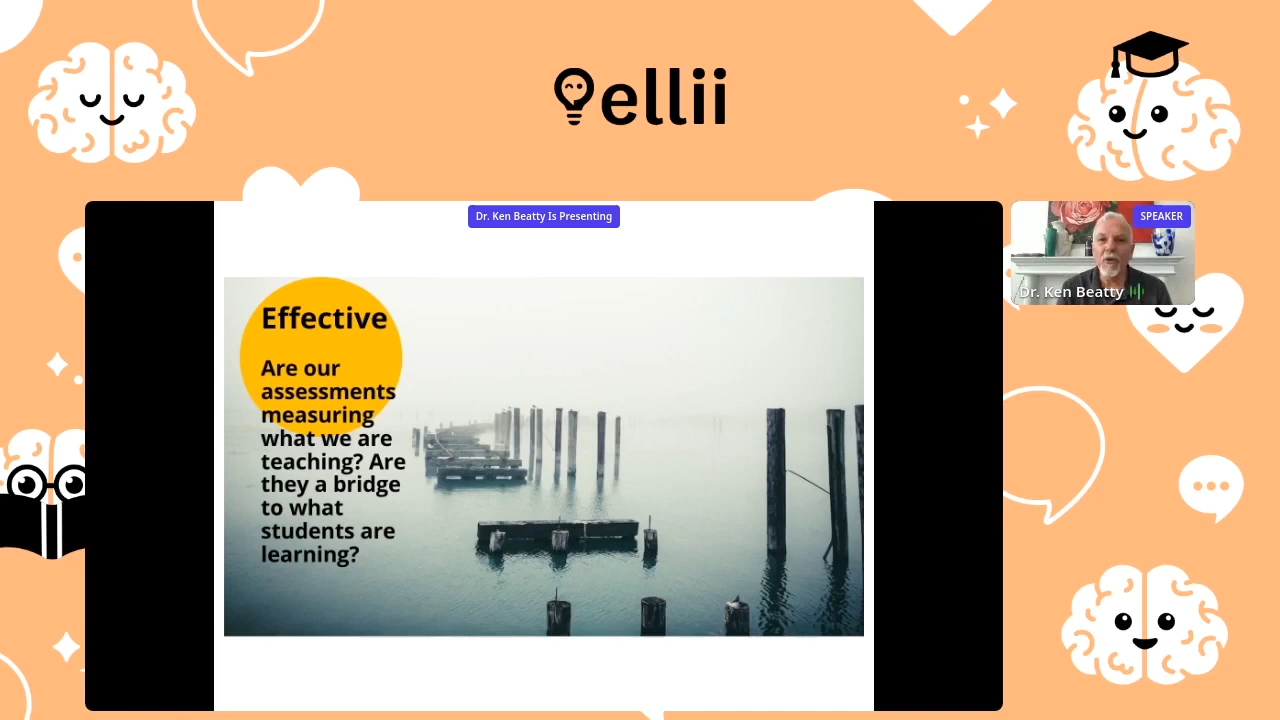 ellii
Dr. Ken Beatty Is Presenting
SPEAKER
Dr. Ken Beatty
Effective
Are our
assessments
measuring
what we are
teaching? Are
they a bridge
to what
students are
learning?